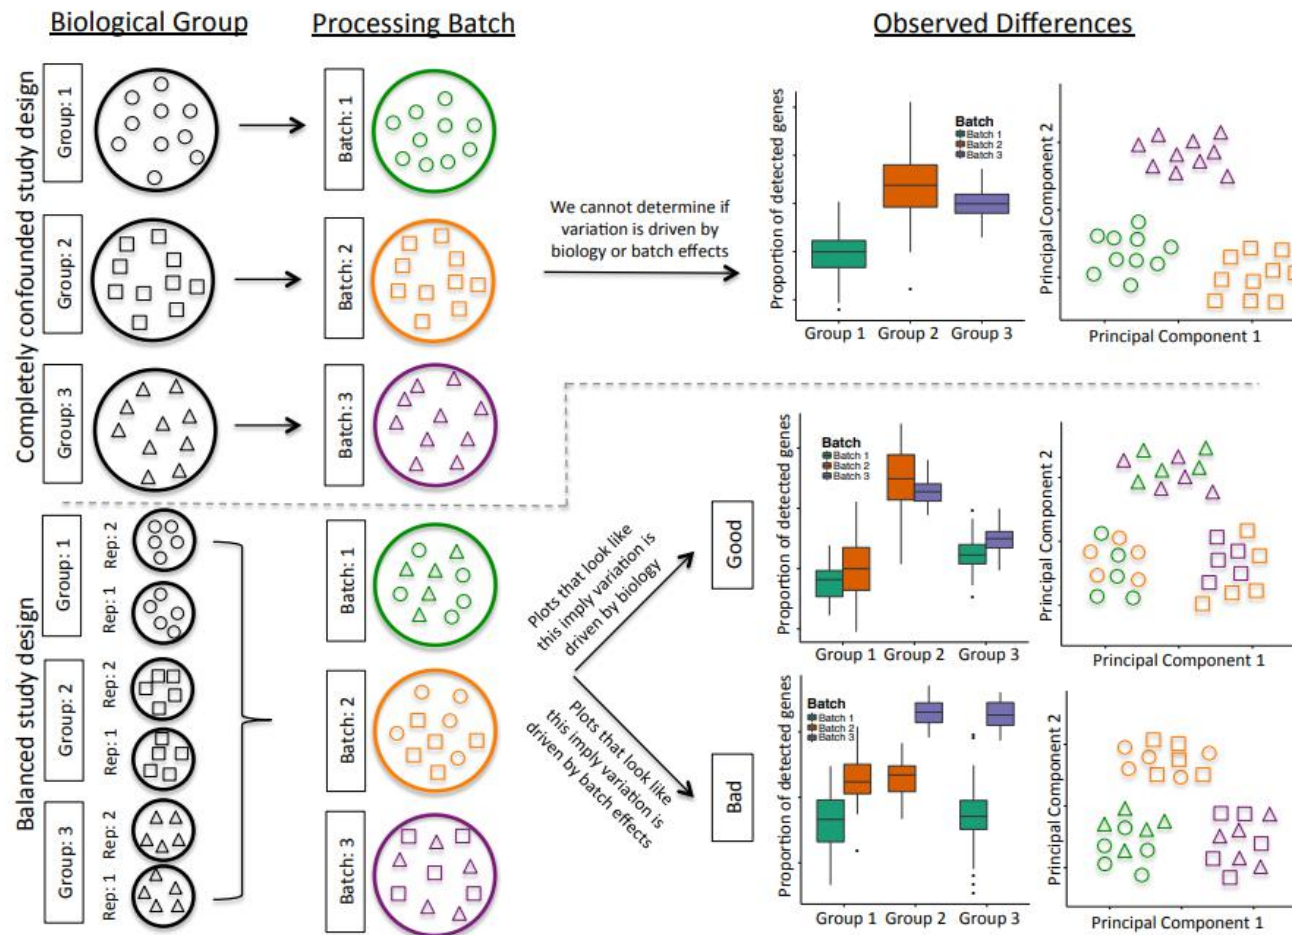 Biological Group
Processing Batch
Observed Differences
Completely confounded study design
Group: 1
Batch: 1
Group: 2
Batch: 2
Group: 3
Batch: 3
We cannot determine if
variation is driven by
biology or batch effects
Proportion of detected genes
Batch
Batch 1
Batch 2
Batch 3
Group 1 Group 2 Group 3
Principal Component 2
Principal Component 1
Balanced study design
Group: 1
Rep: 2
Rep: 1
Group: 2
Rep: 2
Rep: 1
Group: 3
Rep: 2
Rep: 1
Batch: 1
Batch: 2
Batch: 3
Plots that look like
this imply variation is
driven by biology
Good
Proportion of detected genes
Batch
Batch 1
Batch 2
Batch 3
Group 1 Group 2 Group 3
Principal Component 2
Principal Component 1
Plots that look like
this imply variation is
driven by batch effects
Bad
Proportion of detected genes
Batch
Batch 1
Batch 2
Batch 3
Group 1 Group 2 Group 3
Principal Component 2
Principal Component 1